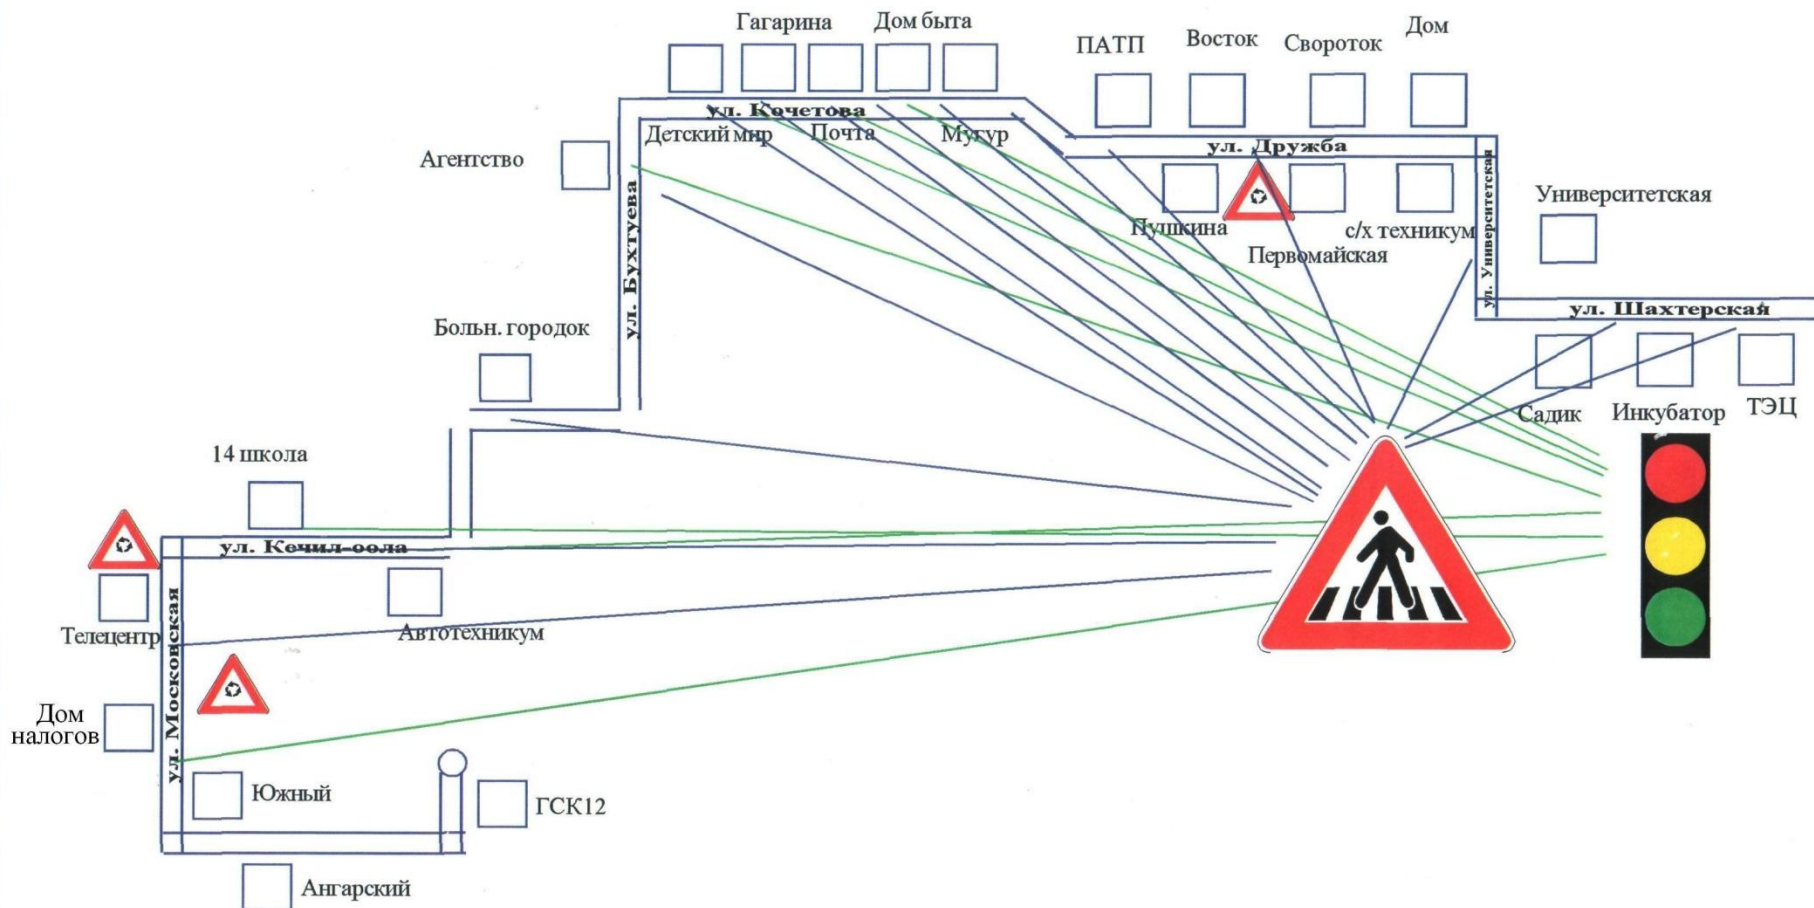 Гагарина
Дом быта
ПАТП
Восток
Свороток
Дом
ул. Кочетова
Детский мир
Почта
Мугур
ул. Дружба
Агентство
ул. Бухтуева
Пушкина
с/х техникум
Первомайская
ул. Университетская
Университетская
ул. Шахтерская
Больн. городок
Садик
Инкубатор
ТЭЦ
14 школа
ул. Кечил-оола
Телецентр
Автотехникум
ул. Московская
Дом
налогов
Южный
ГСК12
Ангарский